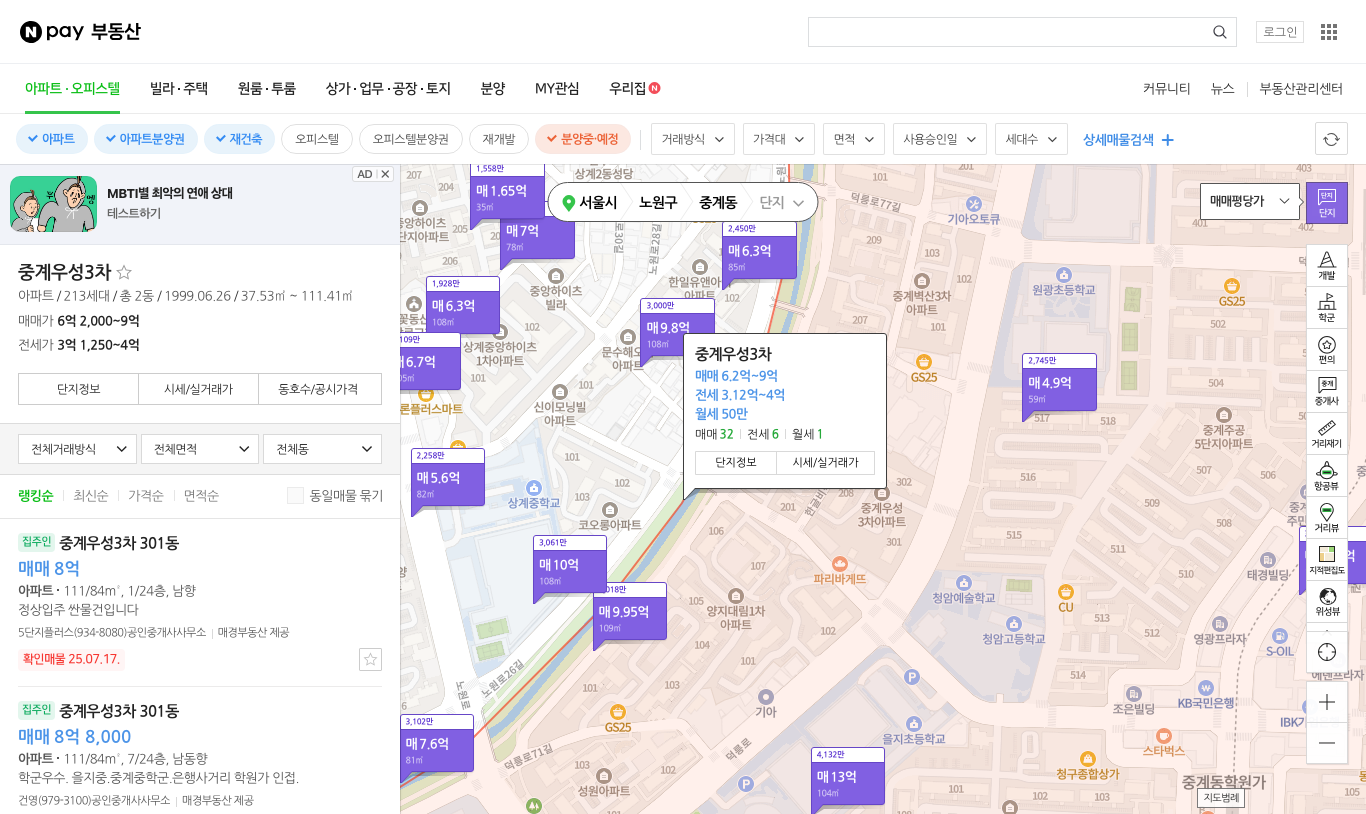 N pay 부동산
로그인
아파트·오피스텔
빌라·주택
원룸·투룸
상가·업무·공장·토지
분양
MY관심
우리집 N
커뮤니티
뉴스
부동산관리센터
아파트
아파트분양권
재건축
오피스텔
오피스텔분양권
재개발
분양중·예정
거래방식
가격대
면적
사용승인일
세대수
상세매물검색
AD
MBTI별 최악의 연애 상대
테스트하기
중계우성3차
아파트 / 213세대 / 총 2동 / 1999.06.26 / 37.53㎡ ~ 111.41㎡
매매가 6억 2,000~9억
전세가 3억 1,250~4억
단지정보
시세/실거래가
동호수/공시가격
전체거래방식
전체면적
전체동
랭킹순
최신순
가격순
면적순
동일매물 묶기
집주인 중계우성3차 301동
매매 8억
아파트 · 111/84㎡, 1/24층, 남향
정상입주 싼물건입니다
5단지플러스(934-8080)공인중개사사무소 | 매경부동산 제공
확인매물 25.07.17.
집주인 중계우성3차 301동
매매 8억 8,000
아파트 · 111/84㎡, 7/24층, 남동향
학군우수. 을지중.중계중학군.은행사거리 학원가 인접.
건영(979-3100)공인중개사사무소 | 매경부동산 제공
서울시
노원구
중계동
단지
매매평당가
단지
단지
개발
학군
편의
중개
중개사
거리재기
항공뷰
거리뷰
지적편집도
위성뷰
지도범례
1,558만
매 1.65억
35㎡
매 7억
78㎡
2,450만
매 6.3억
85㎡
1,928만
매 6.3억
108㎡
3,000만
매 9.8억
108㎡
109만
6.7억
05㎡
2,258만
매 5.6억
82㎡
3,061만
매 10억
108㎡
018만
매 9.95억
109㎡
3,102만
매 7.6억
81㎡
4,132만
매 13억
104㎡
2,745만
매 4.9억
59㎡
중계우성3차
매매 6.2억~9억
전세 3.12억~4억
월세 50만
매매 32 | 전세 6 | 월세 1
단지정보
시세/실거래가
상계2동성당
덕릉로77길
기아오토큐
중앙하이츠
빌라
한일유앤아이
아파트
중계벽산3차
아파트
원광초등학교
GS25
상계중앙하이츠
1차아파트
문수해오
아파트
신이모닝빌
아파트
론플러스마트
GS25
중계주공
5단지아파트
상계중학교
코오롱아파트
중계우성
3차아파트
파리바게뜨
양지대림1차
아파트
청암예술학교
청암고등학교
CU
태경빌딩
영광프라자
S-OIL
에덴프라자
조은빌딩
KB국민은행
스타벅스
기아
GS25
을지초등학교
청구종합상가
중계동학원가
성원아파트
노원로26길
노원로28길
노원로
덕릉로71길
덕릉로